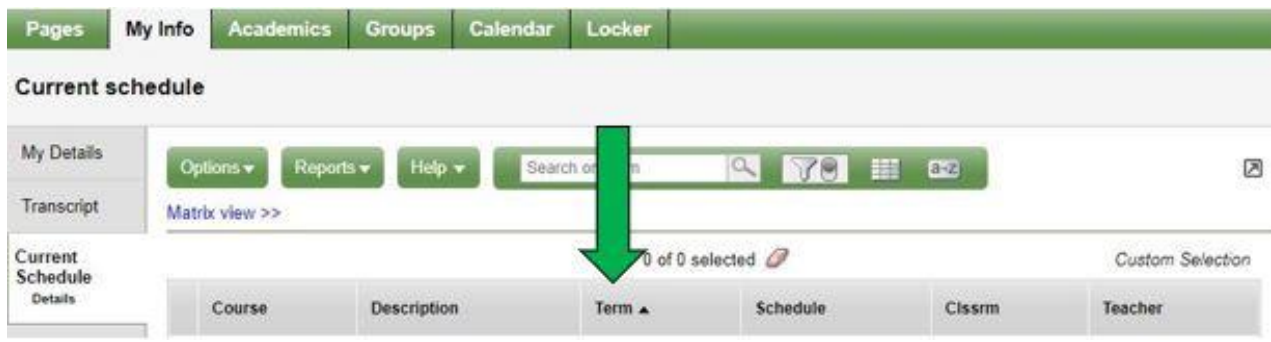 Pages My Info Academics Groups Calendar Locker
Current schedule
My Details
Options Reports Help Search on
a-z
Transcript
Matrix view >>
Current
Schedule
Details
0 of 0 selected
Custom Selection
Course Description Term Schedule Clssrm Teacher